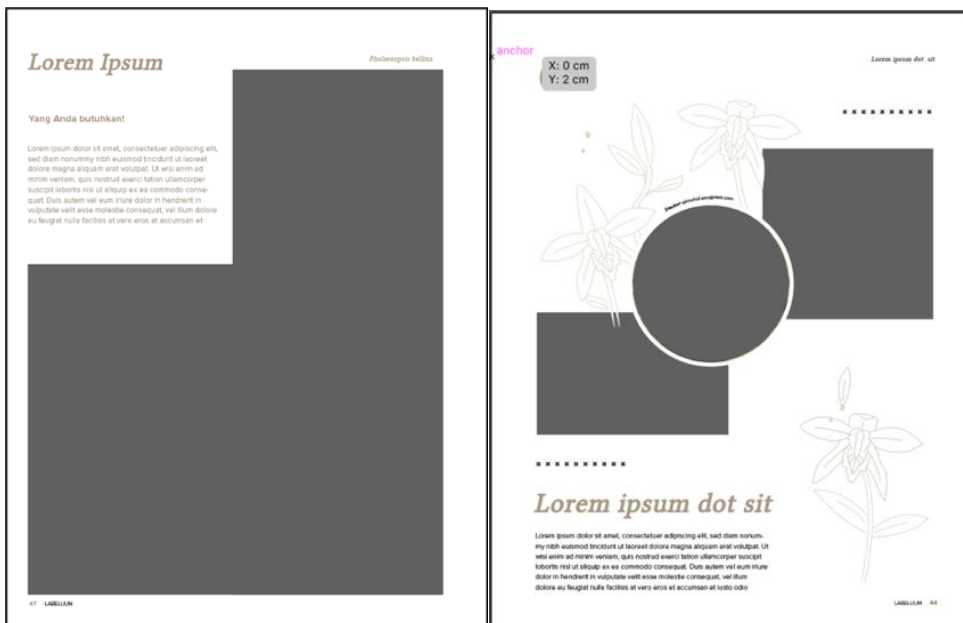 Lorem Ipsum
Phalaenopsis bellina
Yang Anda butuhkan!
Lorem ipsum dolor sit amet, consectetuer adipiscing elit,
sed diam nonummy nibh euismod tincidunt ut laoreet
dolore magna aliquam erat volutpat. Ut wisi enim ad
minim veniam, quis nostrud exerci tation ullamcorper
suscipit lobortis nisl ut aliquip ex ea commodo conse-
quat. Duis autem vel eum iriure dolor in hendrerit in
vulputate velit esse molestie consequat, vel illum dolore
eu feugiat nulla facilisis at vero eros et accumsan et
47 LABELLUM
anchor
X: 0 cm
Y: 2 cm
Lorem ipsum dot sit
Lorem ipsum dot sit
Lorem ipsum dolor sit amet, consectetuer adipiscing elit, sed diam nonum-
my nibh euismod tincidunt ut laoreet dolore magna aliquam erat volutpat. Ut
wisi enim ad minim veniam, quis nostrud exerci tation ullamcorper suscipit
lobortis nisl ut aliquip ex ea commodo consequat. Duis autem vel eum iriure
dolor in hendrerit in vulputate velit esse molestie consequat, vel illum
dolore eu feugiat nulla facilisis at vero eros et accumsan et iusto odio
LABELLUM 44